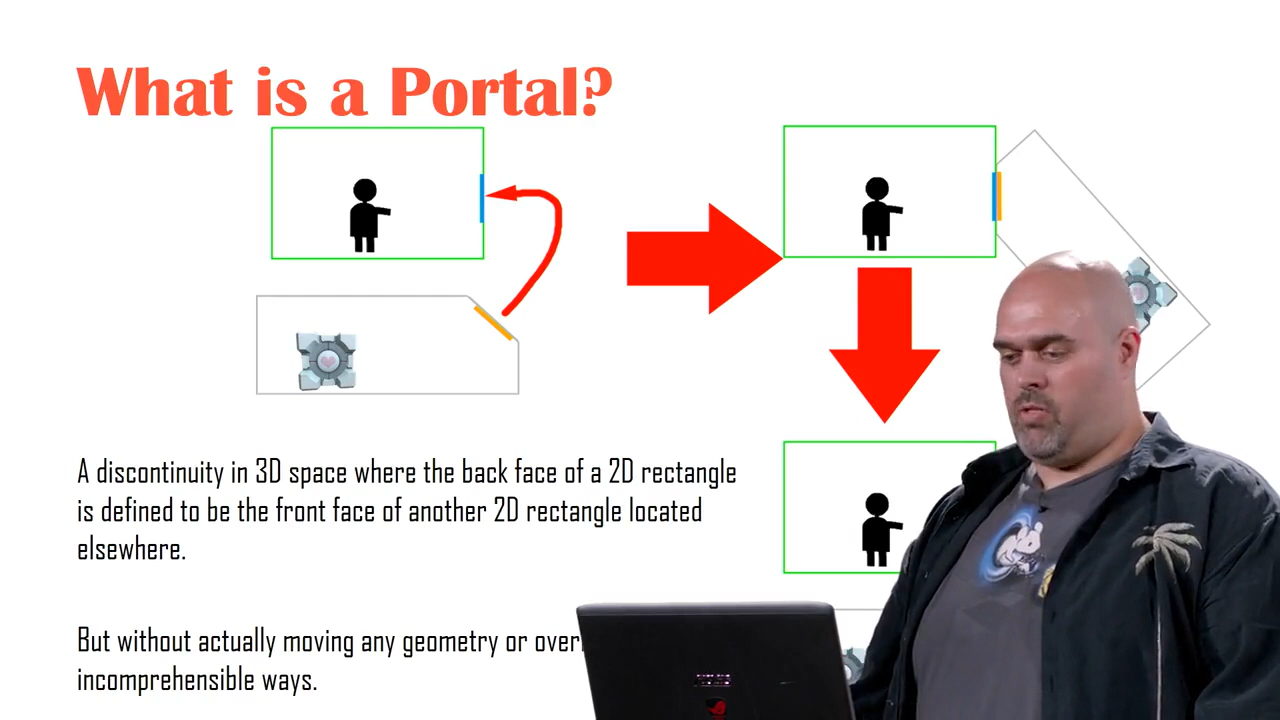 What is a Portal?
A discontinuity in 3D space where the back face of a 2D rectangle
is defined to be the front face of another 2D rectangle located
elsewhere.
But without actually moving any geometry or
incomprehensible ways.